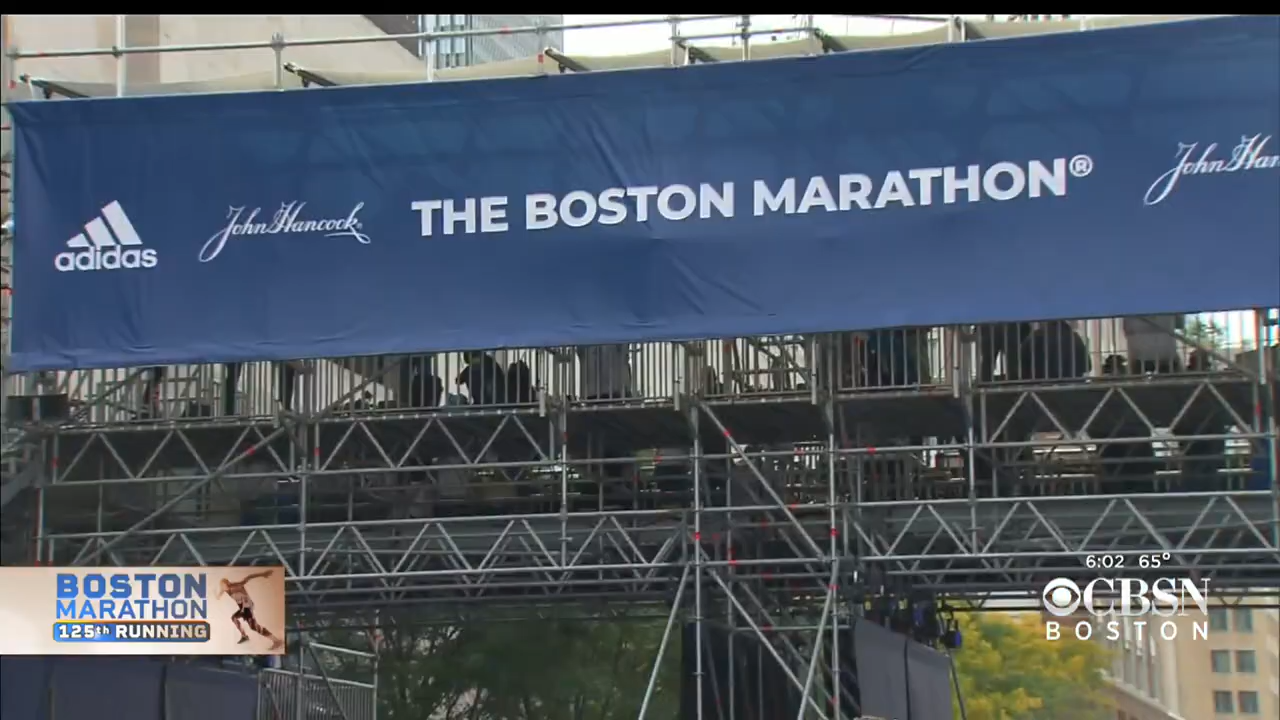 adidas
John Hancock
THE BOSTON MARATHON®
John Han
6:02 65°
CBSN
BOSTON
BOSTON
MARATHON
125th RUNNING